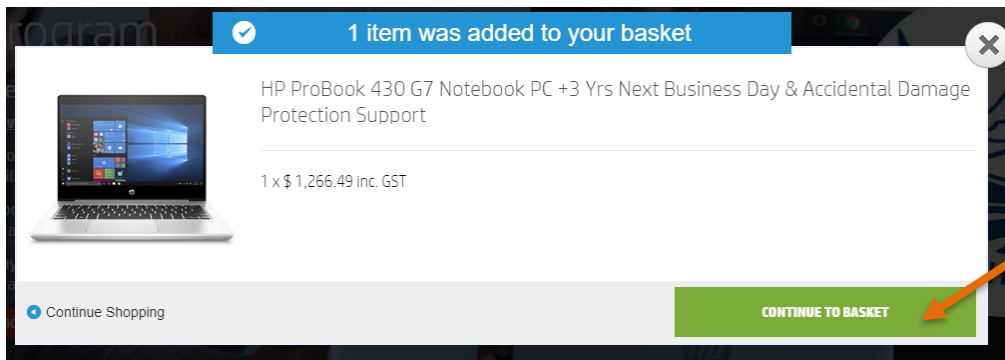 rogram
1 item was added to your basket
HP ProBook 430 G7 Notebook PC +3 Yrs Next Business Day & Accidental Damage
Protection Support
1 x $ 1,266.49 inc. GST
Continue Shopping
CONTINUE TO BASKET